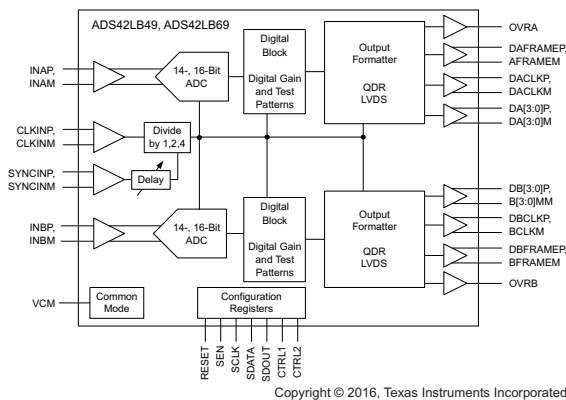 ADS42LB49, ADS42LB69
INAP,
INAM
14-, 16-Bit
ADC
Digital
Block
Digital Gain
and Test
Patterns
Output
Formatter
QDR
LVDS
OVRA
DAFRAMEP,
AFRAMEM
DACLKP,
DACLKM
DA[3:0]P,
DA[3:0]M
CLKINP,
CLKINM
Divide
by 1,2,4
SYNCINP,
SYNCINM
Delay
INBP,
INBM
14-, 16-Bit
ADC
Digital
Block
Digital Gain
and Test
Patterns
Output
Formatter
QDR
LVDS
DB[3:0]P,
B[3:0]MM
DBCLKP,
BCLKM
DBFRAMEP,
BFRAMEM
OVRB
VCM
Common
Mode
Configuration
Registers
RESET
SEN
SCLK
SDATA
SDOUT
CTRL1
CTRL2
Copyright © 2016, Texas Instruments Incorporated